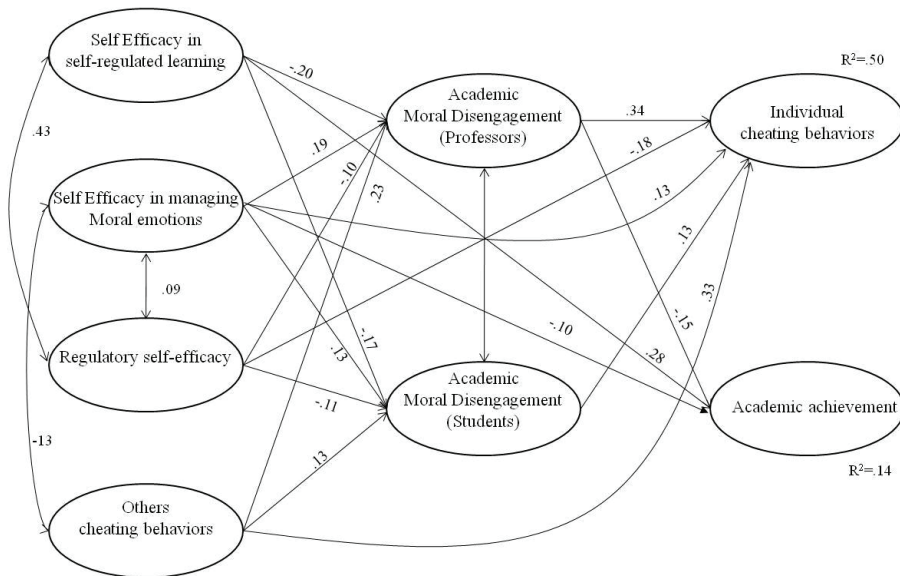 Self Efficacy in
self-regulated learning
Self Efficacy in managing
Moral emotions
Regulatory self-efficacy
Others
cheating behaviors
.43
.09
-13
-.20
.19
-.10
.23
-.17
.13
-.11
.13
Academic
Moral Disengagement
(Professors)
Academic
Moral Disengagement
(Students)
.34
-.18
.13
.13
.33
-.15
-.10
.28
R²=.50
Individual
cheating behaviors
Academic achievement
R²=.14